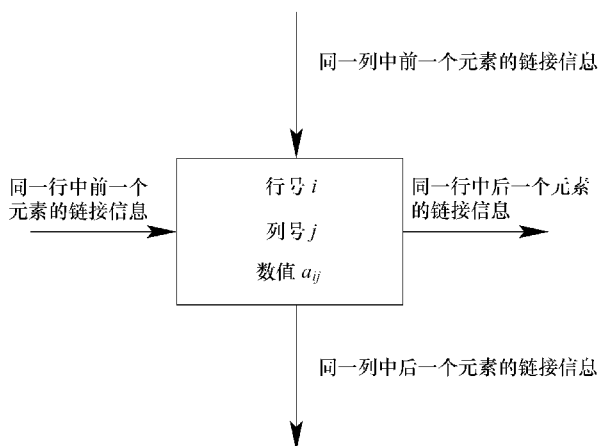 同一列中前一个元素的链接信息
同一行中前一个
元素的链接信息
行号 i
列号 j
数值 aij
同一行中后一个元素
的链接信息
同一列中后一个元素的链接信息